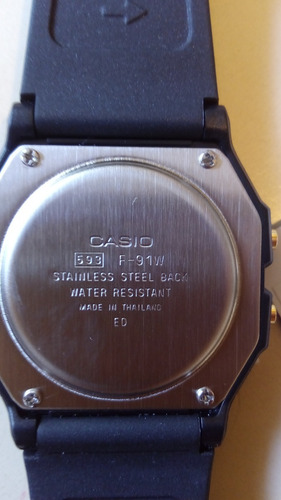 CASIO
593 F-91W
STAINLESS STEEL BACK
WATER RESISTANT
MADE IN THAILAND
ED